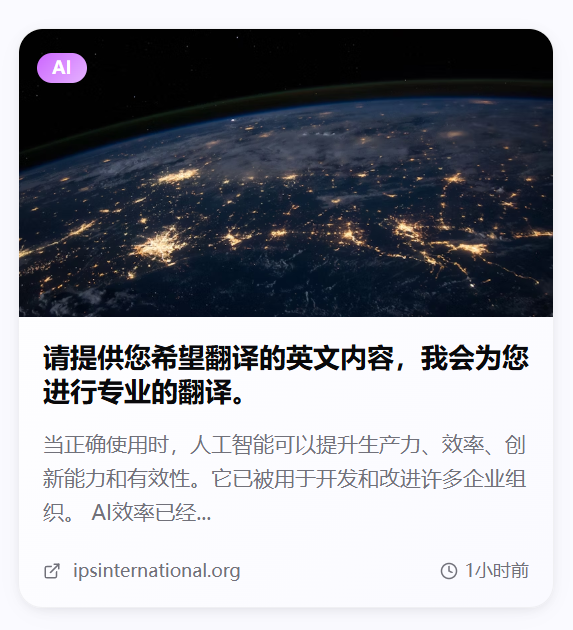 AI
请提供您希望翻译的英文内容，我会为您
进行专业的翻译。
当正确使用时，人工智能可以提升生产力、效率、创
新能力和有效性。它已被用于开发和改进许多企业组
织。 AI效率已经...
ipsinternational.org
1小时前